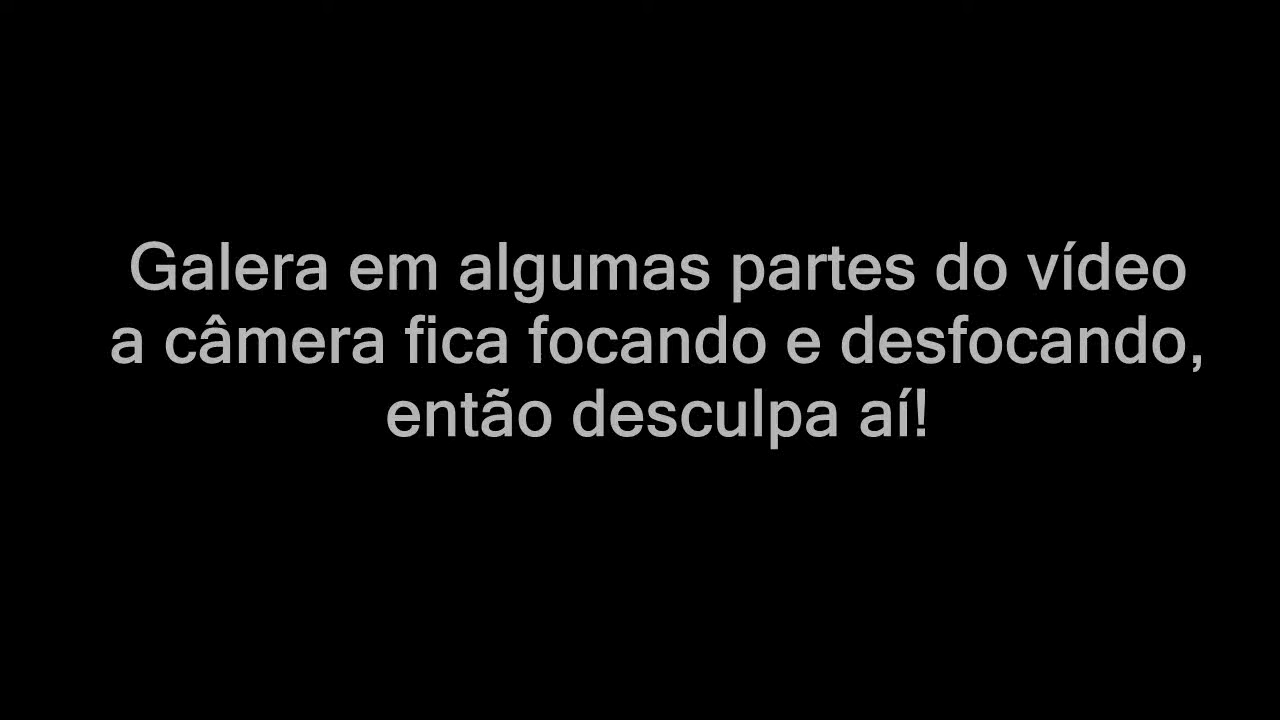 Galera em algumas partes do vídeo
a câmera fica focando e desfocando,
então desculpa aí!